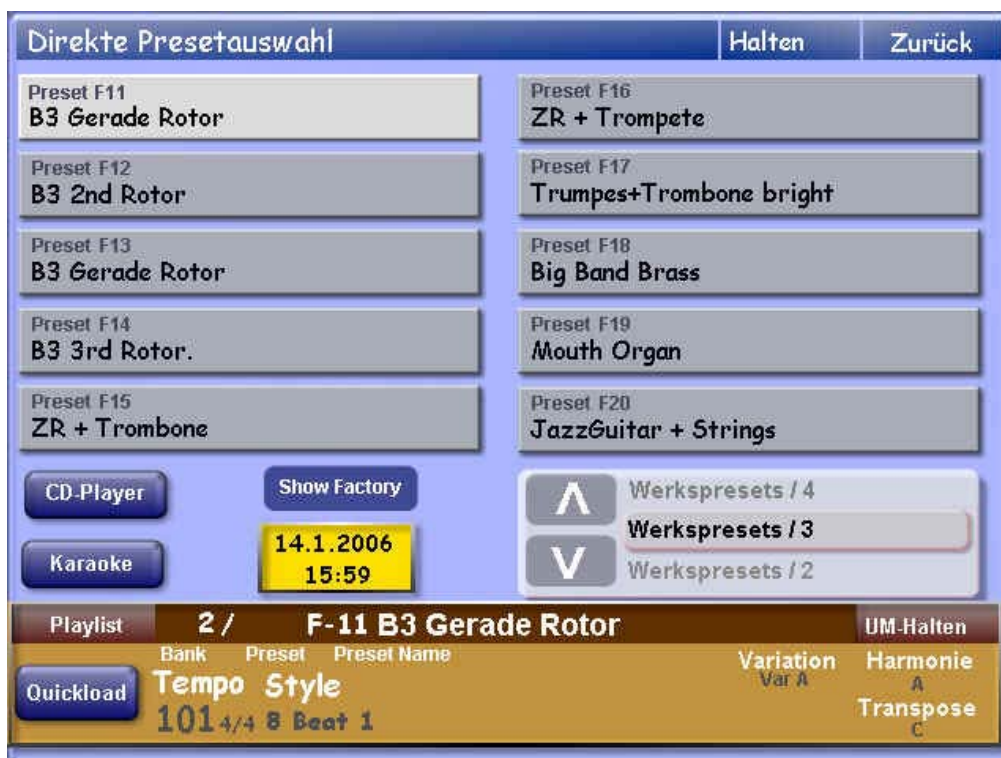 Direkte Presetauswahl Halten Zurück
Preset F11
B3 Gerade Rotor
Preset F12
B3 2nd Rotor
Preset F13
B3 Gerade Rotor
Preset F14
B3 3rd Rotor.
Preset F15
ZR + Trombone
Preset F16
ZR + Trompete
Preset F17
Trumpes+Trombone bright
Preset F18
Big Band Brass
Preset F19
Mouth Organ
Preset F20
JazzGuitar + Strings
CD-Player
Show Factory
Karaoke
14.1.2006
15:59
Λ
V
Werkspresets / 4
Werkspresets / 3
Werkspresets / 2
Playlist 2 / F-11 B3 Gerade Rotor UM-Halten
Bank Preset Preset Name
Quickload
Tempo Style
101 4/4 8 Beat 1
Variation
Var A
Harmonie
A
Transpose
C